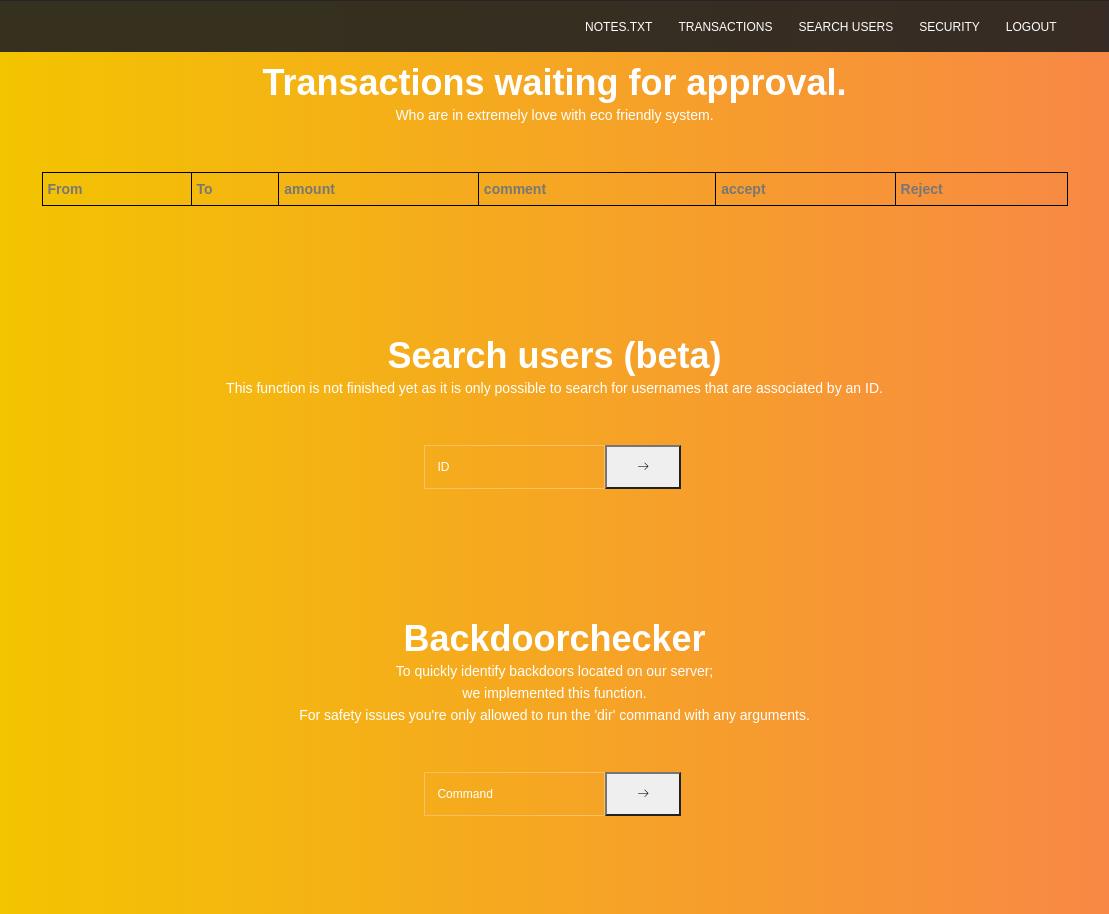 NOTES.TXT TRANSACTIONS SEARCH USERS SECURITY LOGOUT
Transactions waiting for approval.
Who are in extremely love with eco friendly system.
From To amount comment accept Reject
Search users (beta)
This function is not finished yet as it is only possible to search for usernames that are associated by an ID.
ID
Backdoorchecker
To quickly identify backdoors located on our server;
we implemented this function.
For safety issues you're only allowed to run the 'dir' command with any arguments.
Command